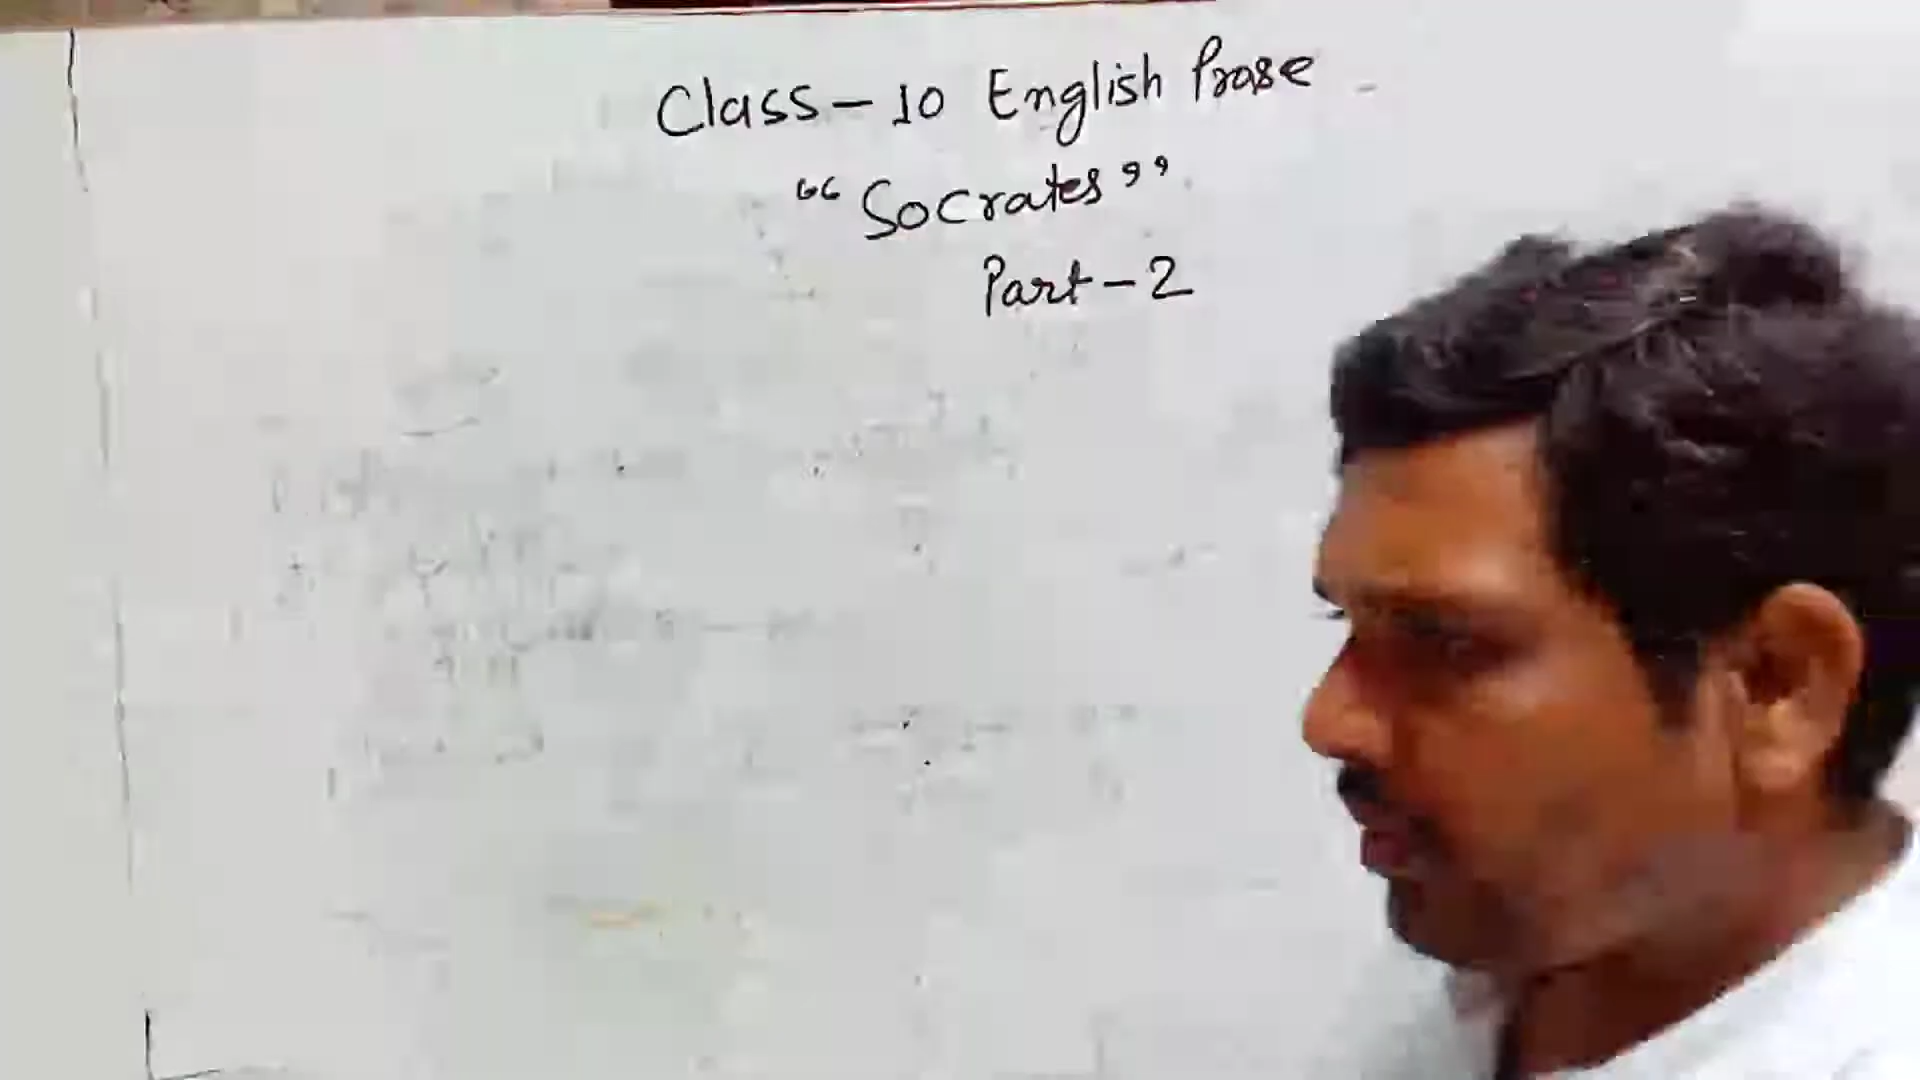 Class - 10 English Prose
“Socrates”
Part - 2